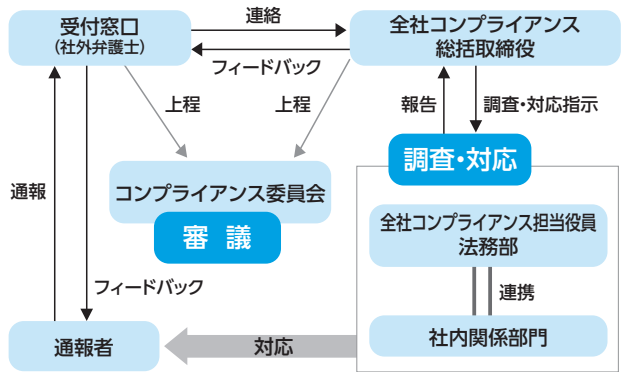 受付窓口
(社外弁護士)
連絡
フィードバック
全社コンプライアンス
総括取締役
上程
上程
報告
調査・対応指示
調査・対応
コンプライアンス委員会
審 議
通報
フィードバック
全社コンプライアンス担当役員
法務部
連携
社内関係部門
対応
通報者